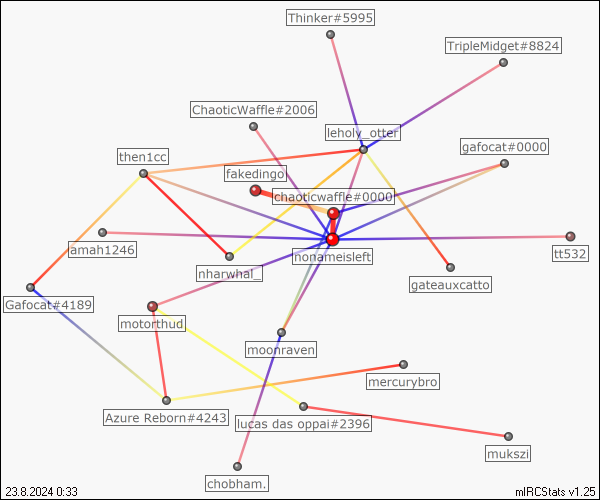 Thinker#5995
TripleMidget#8824
ChaoticWaffle#2006
leholy_otter
gafocat#0000
then1cc
fakedingo
chaoticwaffle#0000
amah1246
nharwhal_
nonameisleft
tt532
gateauxcatto
Gafocat#4189
motorthud
moonraven
mercurybro
Azure Reborn#4243
lucas das oppai#2396
mukszi
chobham.
23.8.2024 0:33
mIRCStats v1.25